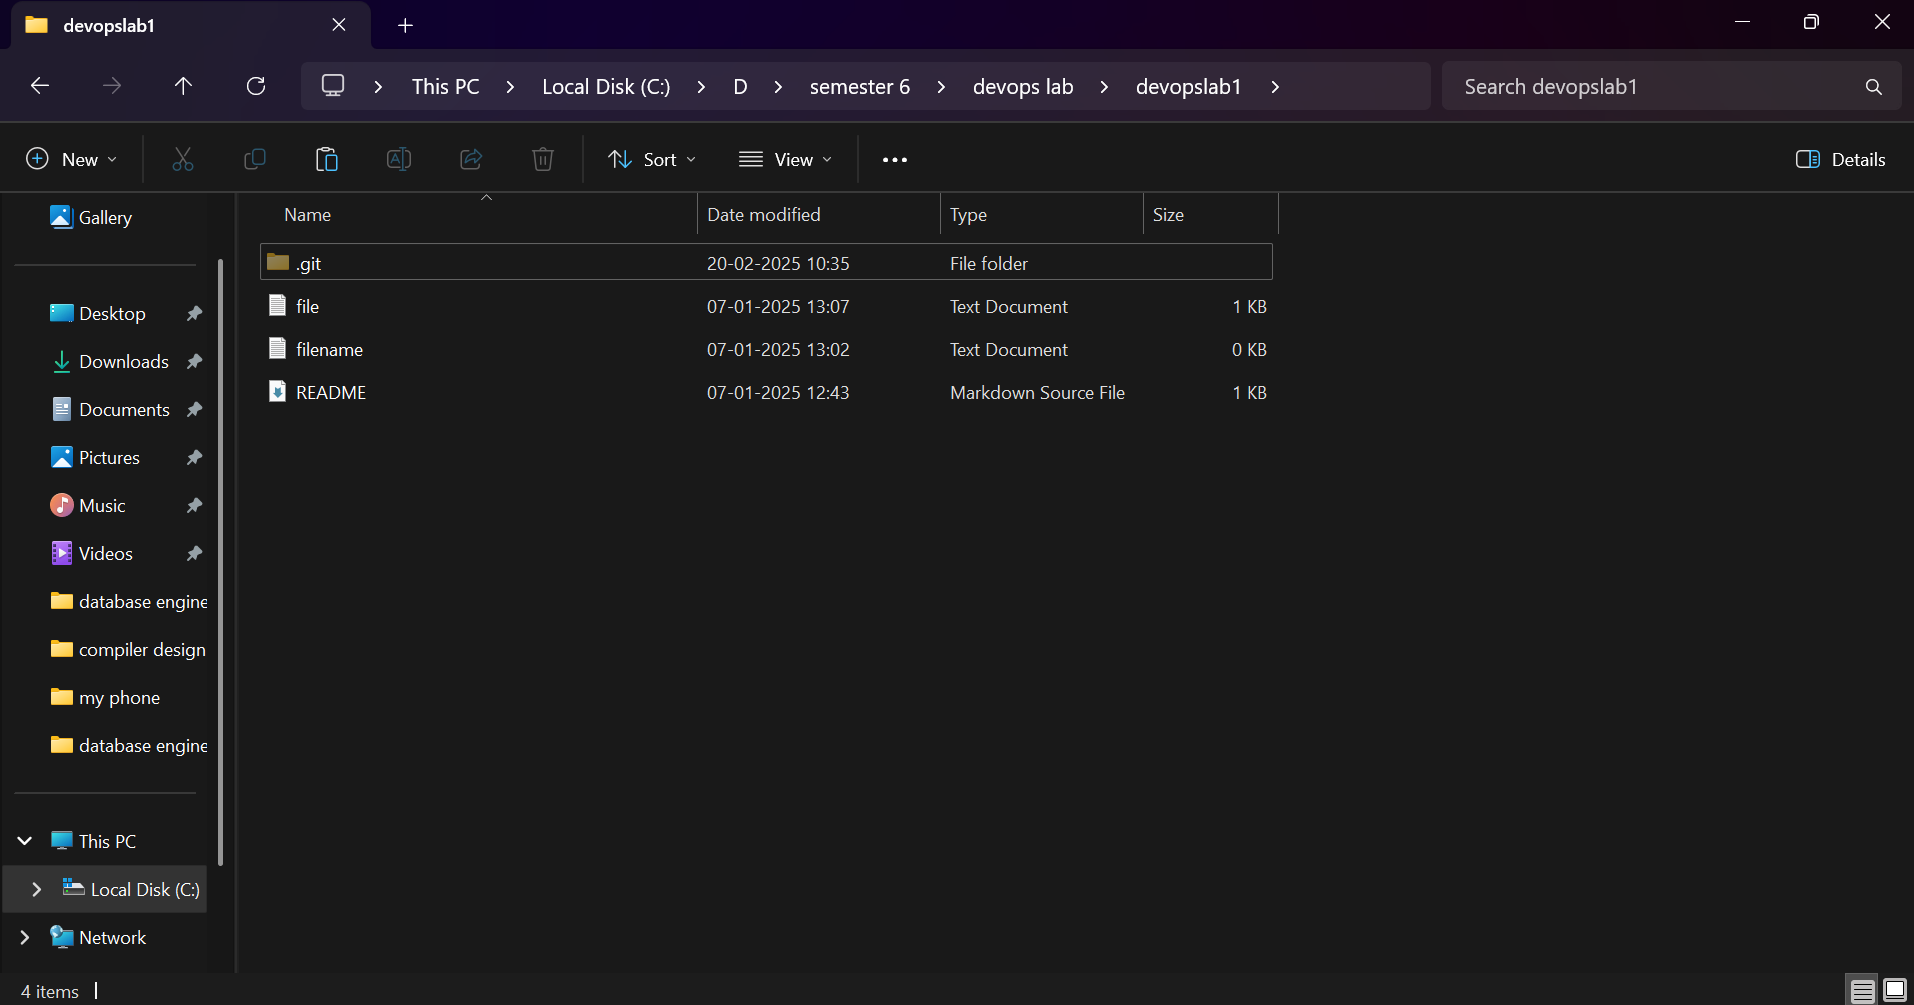 devopslab1
This PC > Local Disk (C:) > D > semester 6 > devops lab > devopslab1 >
Search devopslab1
New
Sort
View
Details
Gallery
Desktop
Downloads
Documents
Pictures
Music
Videos
database engine
compiler design
my phone
database engine
This PC
Local Disk (C:)
Network
Name Date modified Type Size
.git 20-02-2025 10:35 File folder
file 07-01-2025 13:07 Text Document 1 KB
filename 07-01-2025 13:02 Text Document 0 KB
README 07-01-2025 12:43 Markdown Source File 1 KB
4 items